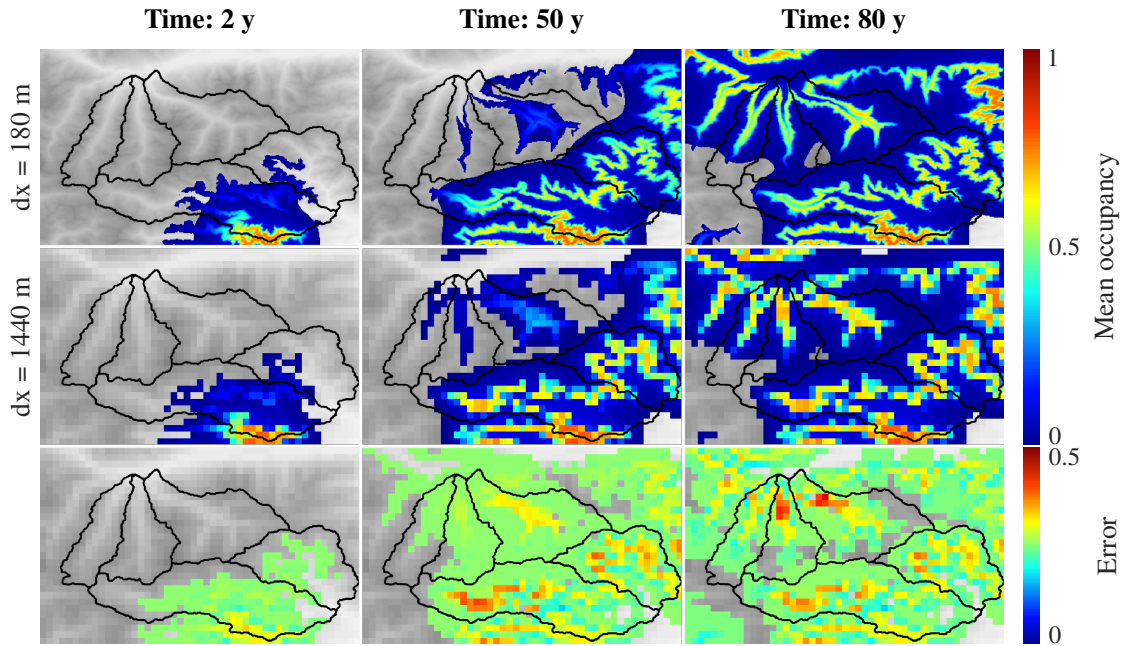 Time: 2 y Time: 50 y Time: 80 y
dx = 180 m
dx = 1440 m
1
0.5
0
Mean occupancy
0.5
0
Error